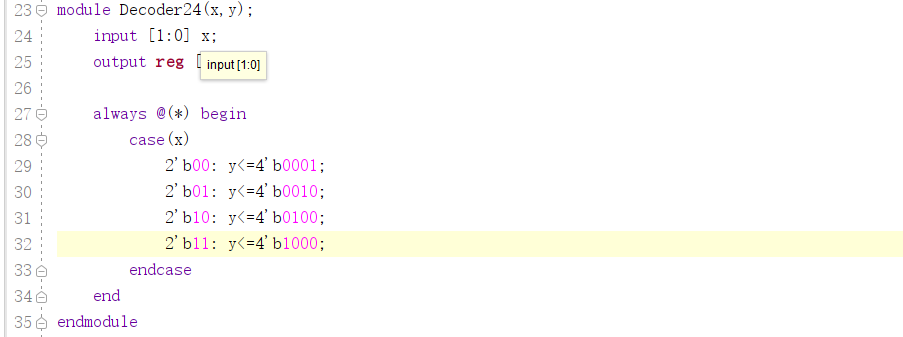 23 module Decoder24(x,y);
24 input [1:0] x;
25 output reg [
input [1:0]
26
27 always @(*) begin
28 case(x)
29 2'b00: y<=4'b0001;
30 2'b01: y<=4'b0010;
31 2'b10: y<=4'b0100;
32 2'b11: y<=4'b1000;
33 endcase
34 end
35 endmodule